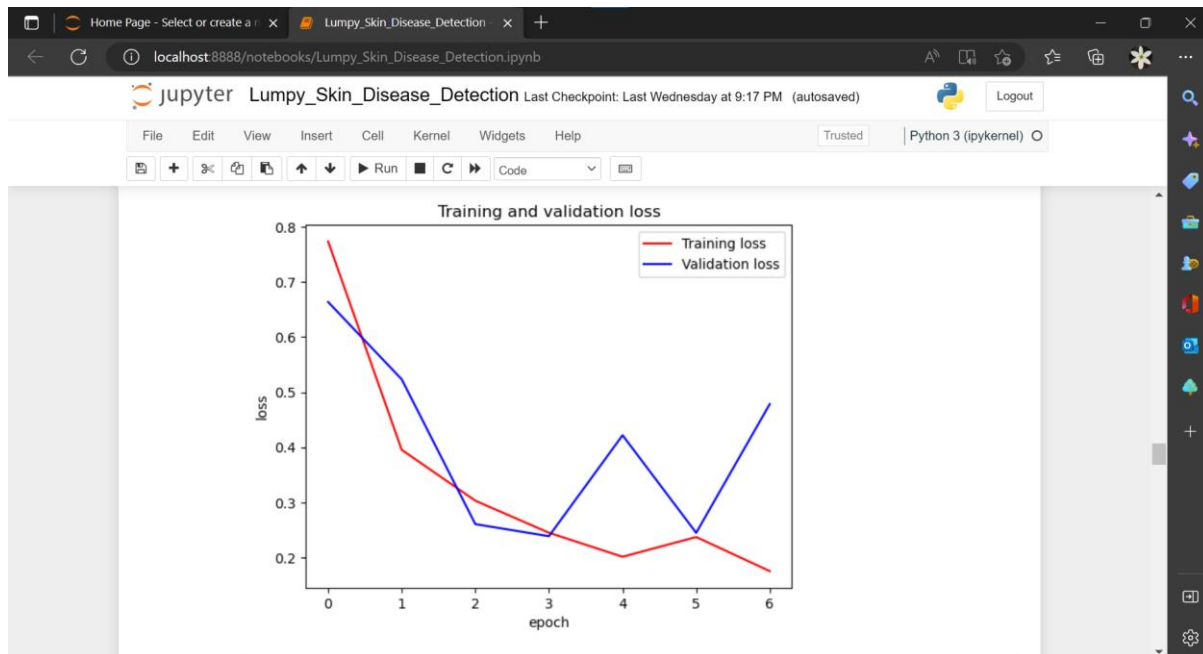 Home Page - Select or create a n
Lumpy_Skin_Disease_Detection -
localhost:8888/notebooks/Lumpy_Skin_Disease_Detection.ipynb
jupyter Lumpy_Skin_Disease_Detection Last Checkpoint: Last Wednesday at 9:17 PM (autosaved)
Logout
File Edit View Insert Cell Kernel Widgets Help
Trusted
Python 3 (ipykernel)
Run
Code
Training and validation loss
Training loss
Validation loss
0.8
0.7
0.6
0.5
0.4
0.3
0.2
loss
0 1 2 3 4 5 6
epoch